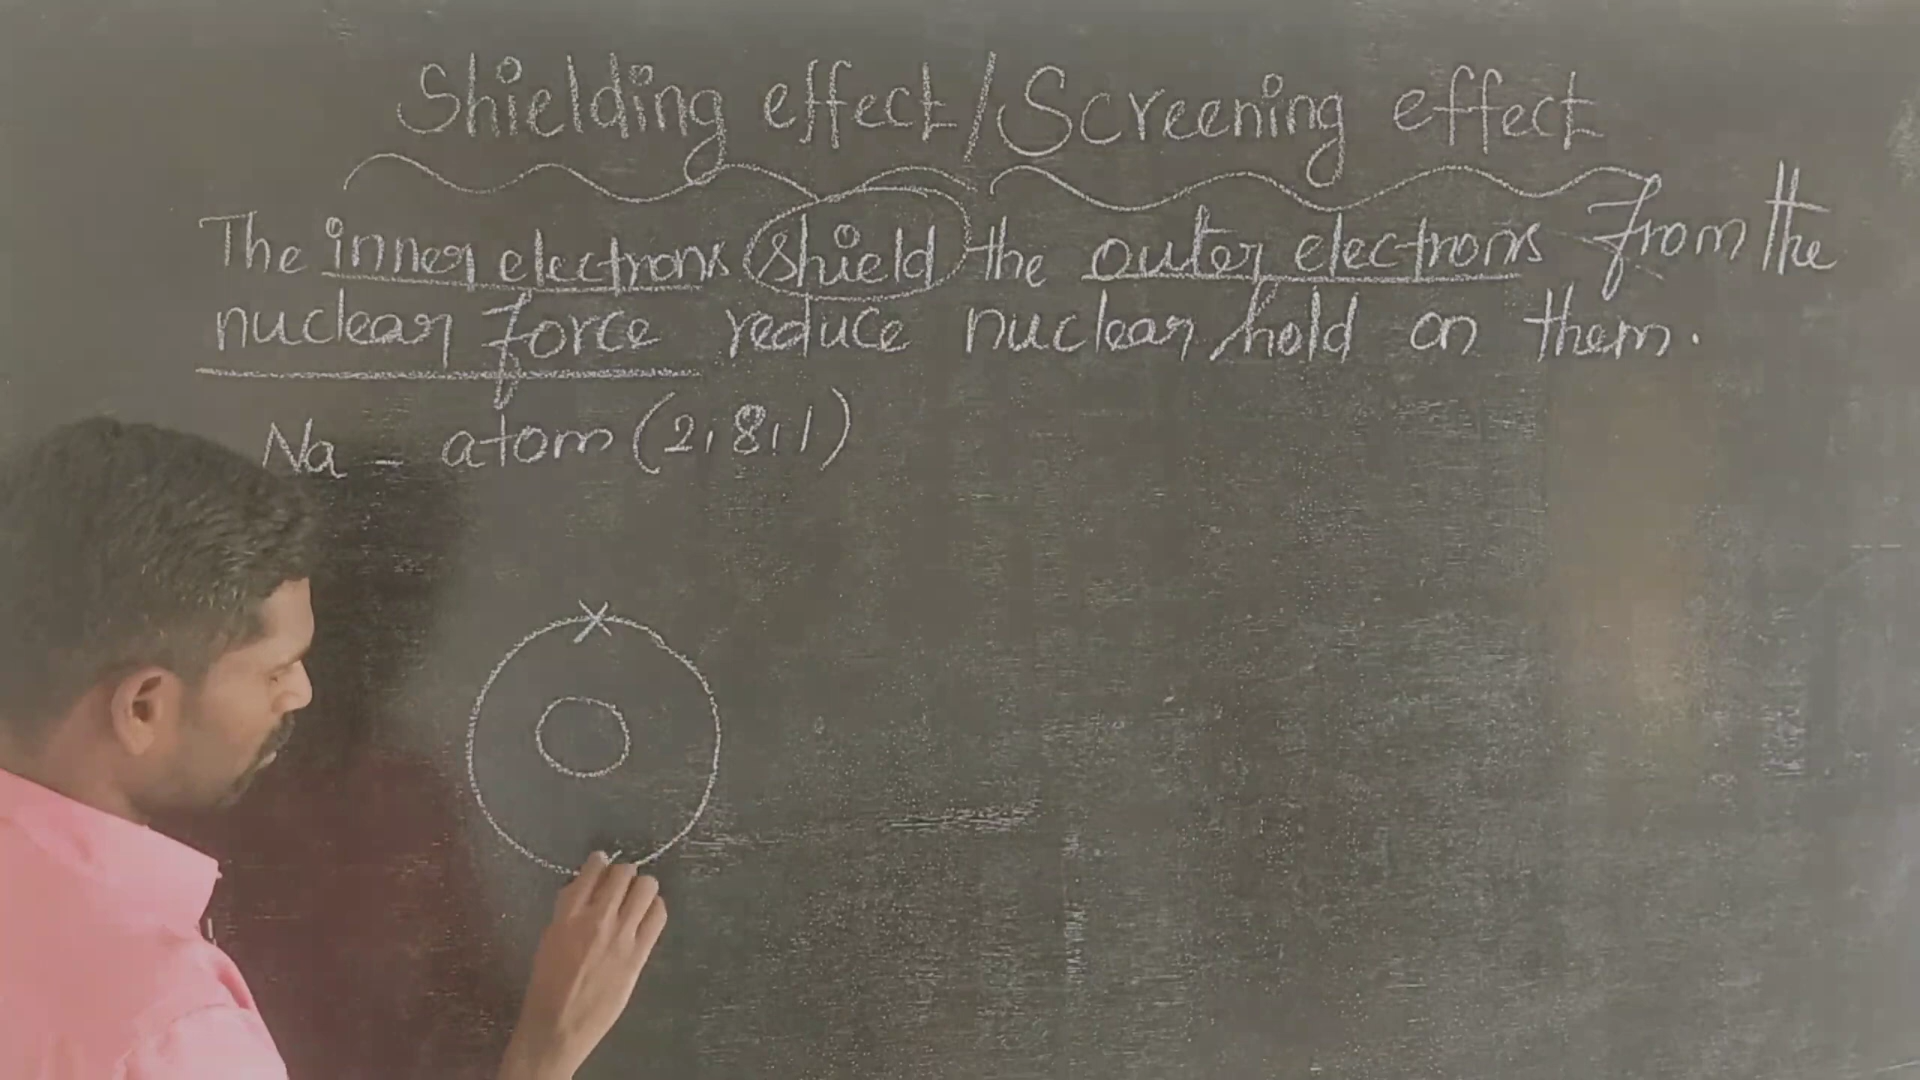 Shielding effect/Screening effect
The inner electrons shield the outer electrons from the
nuclear force reduce nuclear hold on them.
Na - atom (2,8,1)